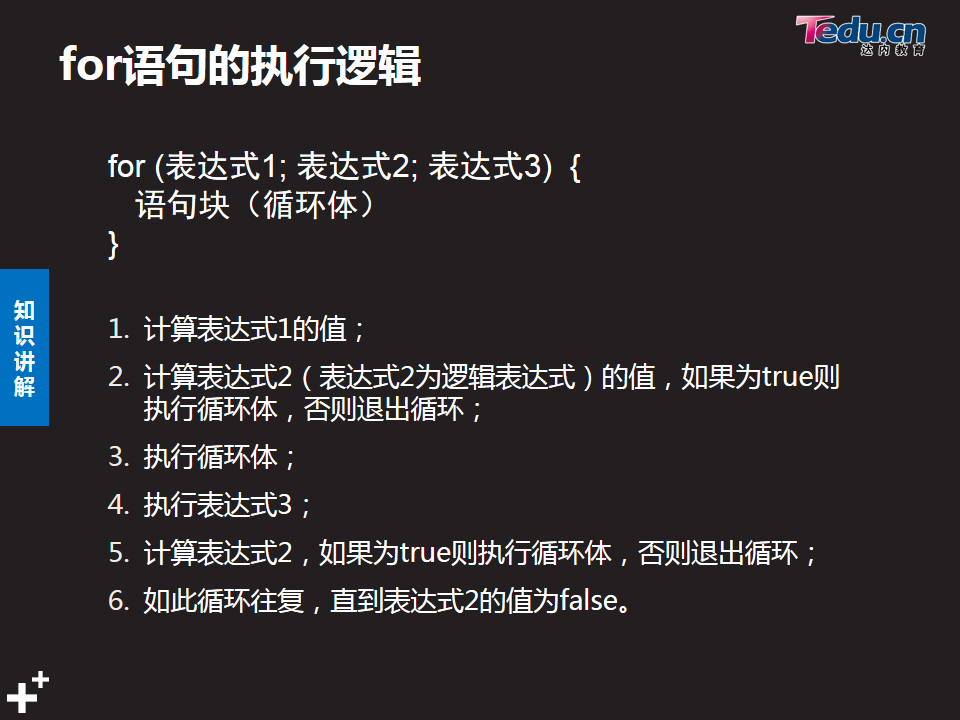 Tedu.cn
达内教育
for语句的执行逻辑
for (表达式1; 表达式2; 表达式3) {
语句块（循环体）
}
知识讲解
1. 计算表达式1的值；
2. 计算表达式2（表达式2为逻辑表达式）的值，如果为true则
执行循环体，否则退出循环；
3. 执行循环体；
4. 执行表达式3；
5. 计算表达式2，如果为true则执行循环体，否则退出循环；
6. 如此循环往复，直到表达式2的值为false。